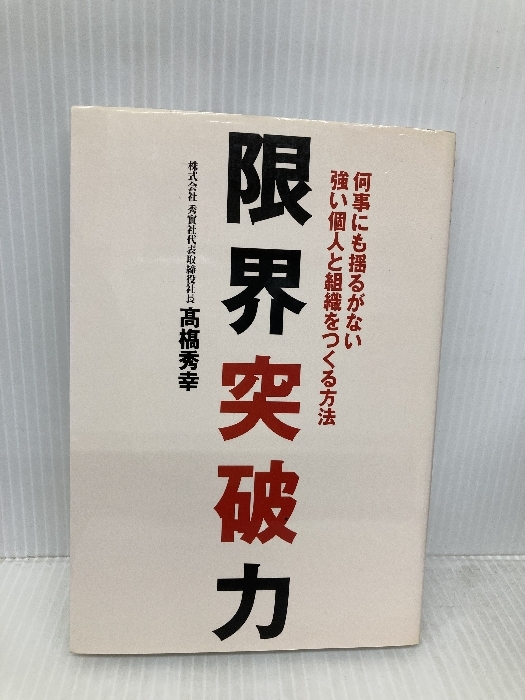 何事にも揺るがない
強い個人と組織をつくる方法
限界突破力
株式会社 秀實社代表取締役社長
髙槗秀幸